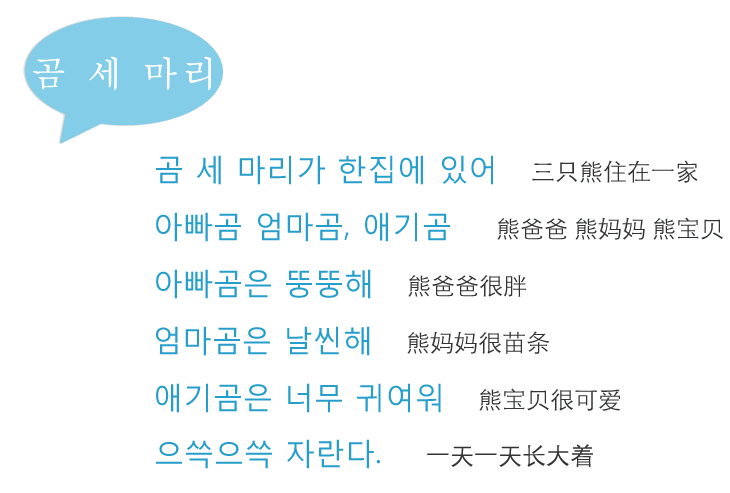 곰 세 마리
곰 세 마리가 한집에 있어 三只熊住在一家
아빠곰 엄마곰, 애기곰 熊爸爸 熊妈妈 熊宝贝
아빠곰은 뚱뚱해 熊爸爸很胖
엄마곰은 날씬해 熊妈妈很苗条
애기곰은 너무 귀여워 熊宝贝很可爱
으쓱으쓱 자란다. 一天一天长大着